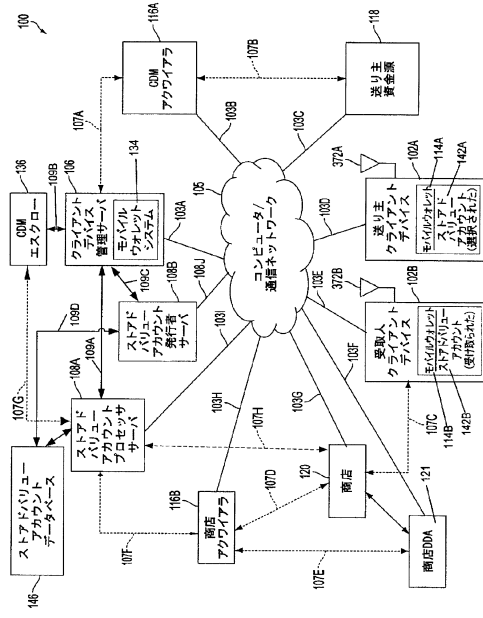 100
116A
CDM
アクワイアラ
107B
118
送り主
資金源
107A
103B
103C
136
CDM
エスクロー
109B
106
クライアント
デバイス
管理サーバ
134
モバイル
ウォレット
システム
103A
105
コンピュータ/
通信ネットワーク
103D
372A
102A
送り主
クライアント
デバイス
モバイルウォレット
114A
ストアド
バリュー
アカウント
(選択された)
142A
109D
109C
108B
ストアド
バリュー
アカウント
発行者
サーバ
108J
103E
372B
102B
受取人
クライアント
デバイス
モバイルウォレット
ストアド
バリュー
アカウント
(受け取られた)
114B
142B
107G
109A
108A
ストアド
バリュー
アカウント
プロセッサ
サーバ
103I
103F
107C
103H
107H
103G
ストアドバリュー
アカウント
データベース
146
107F
116B
商店
アクワイアラ
107D
120
商店
107E
121
商店DDA